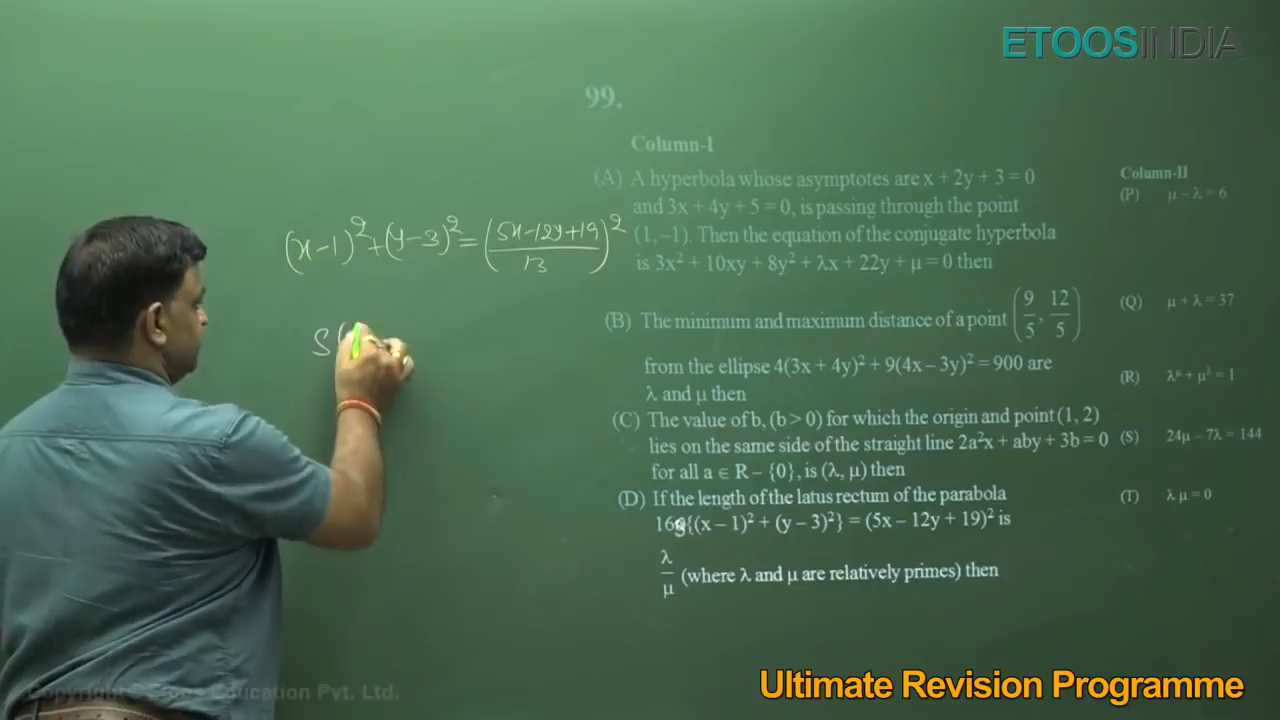 ETOOSINDIA
99.
Column-I
(A) A hyperbola whose asymptotes are x + 2y + 3 = 0
and 3x + 4y + 5 = 0, is passing through the point
(1, –1). Then the equation of the conjugate hyperbola
is 3x² + 10xy + 8y² + λx + 22y + μ = 0 then
(B) The minimum and maximum distance of a point (9/5, 12/5)
from the ellipse 4(3x + 4y)² + 9(4x – 3y)² = 900 are
λ and μ then
(C) The value of b, (b > 0) for which the origin and point (1, 2)
lies on the same side of the straight line 2a²x + aby + 3b = 0
for all a ∈ R – {0}, is (λ, μ) then
(D) If the length of the latus rectum of the parabola
169{(x – 1)² + (y – 3)²} = (5x – 12y + 19)² is
λ/μ (where λ and μ are relatively primes) then
Column-II
(P) μ – λ = 6
(Q) μ + λ = 37
(R) λ^μ + μ^λ = 1
(S) 24μ – 7λ = 144
(T) λ μ = 0
(x-1)² + (y-3)² = ((5x-12y+19)/13)²
S(
Copyright © Etoos Education Pvt. Ltd.
Ultimate Revision Programme